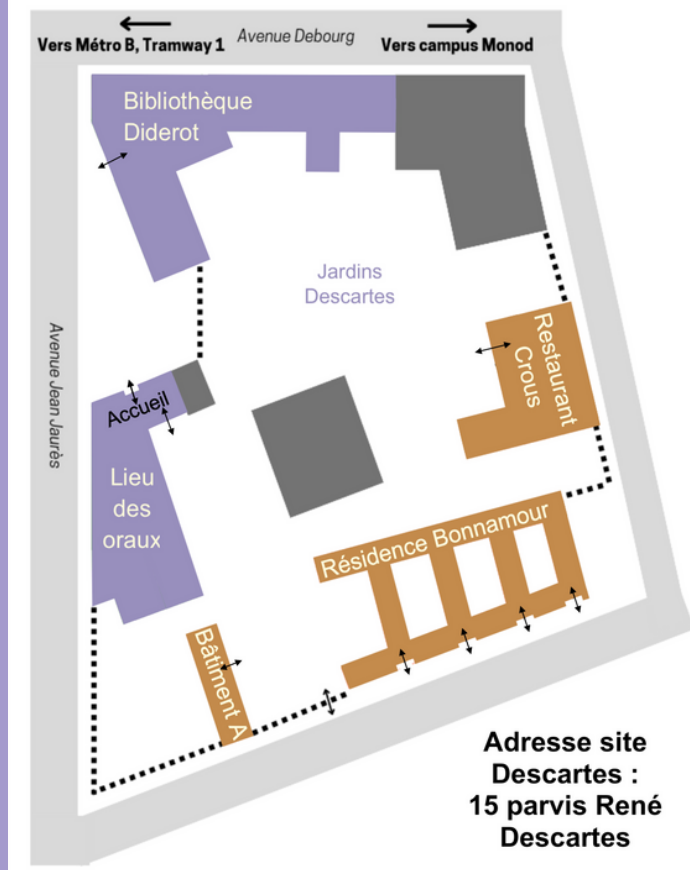 Avenue Debourg
Vers Métro B, Tramway 1
Vers campus Monod
Bibliothèque
Diderot
Jardins
Descartes
Restaurant
Crous
Avenue Jean Jaurès
Accueil
Lieu
des
oraux
Résidence Bonnamour
Bâtiment A
Adresse site
Descartes :
15 parvis René
Descartes